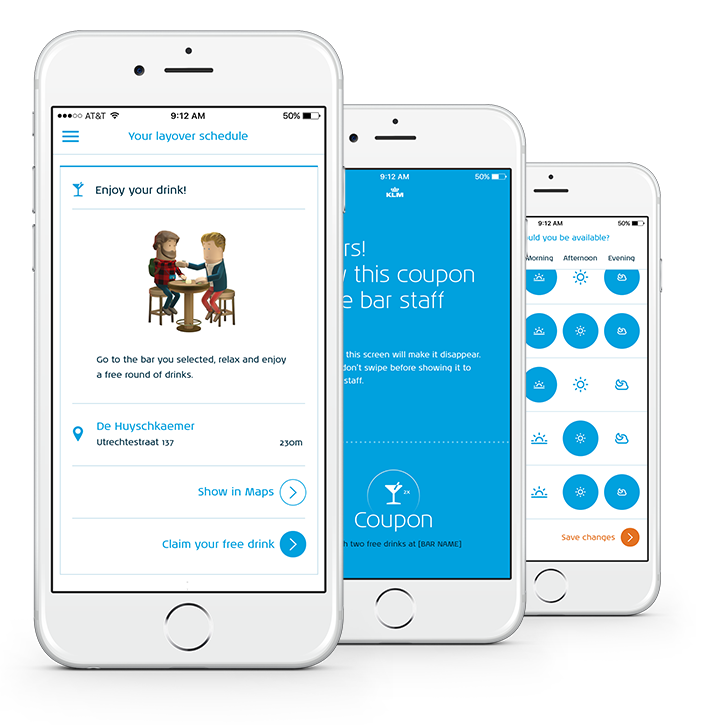 AT&T 9:12 AM 50%
Your layover schedule
Enjoy your drink!
Go to the bar you selected, relax and enjoy
a free round of drinks.
De Huyschkaemer
Utrechtestraat 137
230m
Show in Maps
Claim your free drink
9:12 AM 50%
KLM
rs!
this coupon
e bar staff
this screen will make it disappear.
don't swipe before showing it to
staff.
2X
Coupon
h two free drinks at [BAR NAME]
9:12 AM 50%
uld you be available?
Morning Afternoon Evening
Save changes